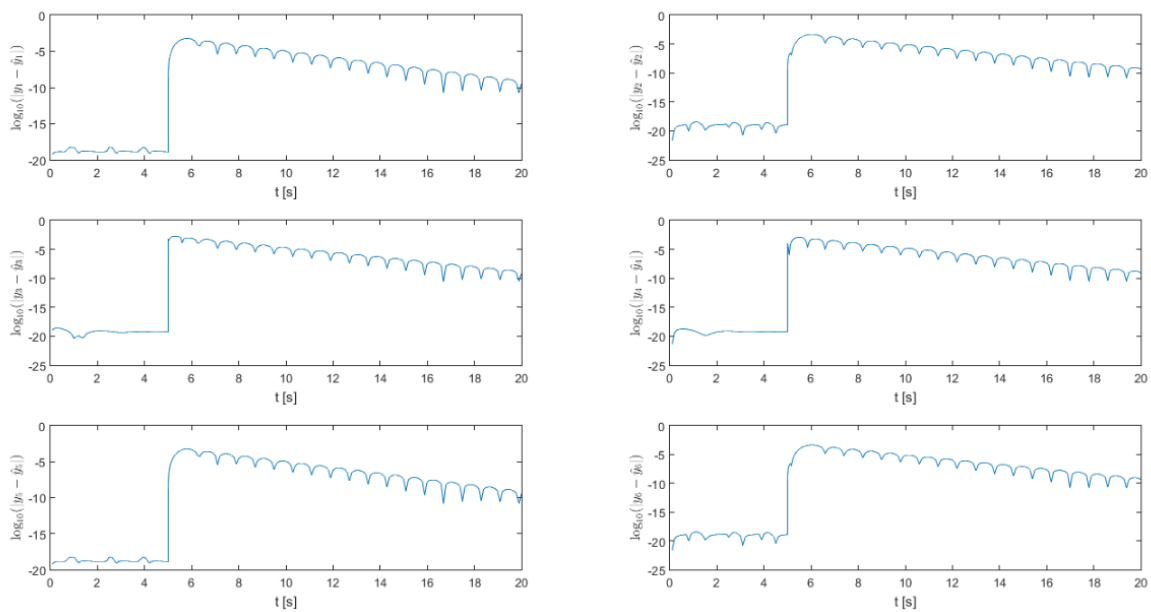 log₁₀(|y₁ − ŷ₁|)
0
-5
-10
-15
-20
0 2 4 6 8 10 12 14 16 18 20
t [s]
log₁₀(|y₂ − ŷ₂|)
0
-5
-10
-15
-20
-25
0 2 4 6 8 10 12 14 16 18 20
t [s]
log₁₀(|y₃ − ŷ₃|)
0
-5
-10
-15
-20
-25
0 2 4 6 8 10 12 14 16 18 20
t [s]
log₁₀(|y₄ − ŷ₄|)
0
-5
-10
-15
-20
-25
0 2 4 6 8 10 12 14 16 18 20
t [s]
log₁₀(|y₅ − ŷ₅|)
0
-5
-10
-15
-20
0 2 4 6 8 10 12 14 16 18 20
t [s]
log₁₀(|y₆ − ŷ₆|)
0
-5
-10
-15
-20
-25
0 2 4 6 8 10 12 14 16 18 20
t [s]